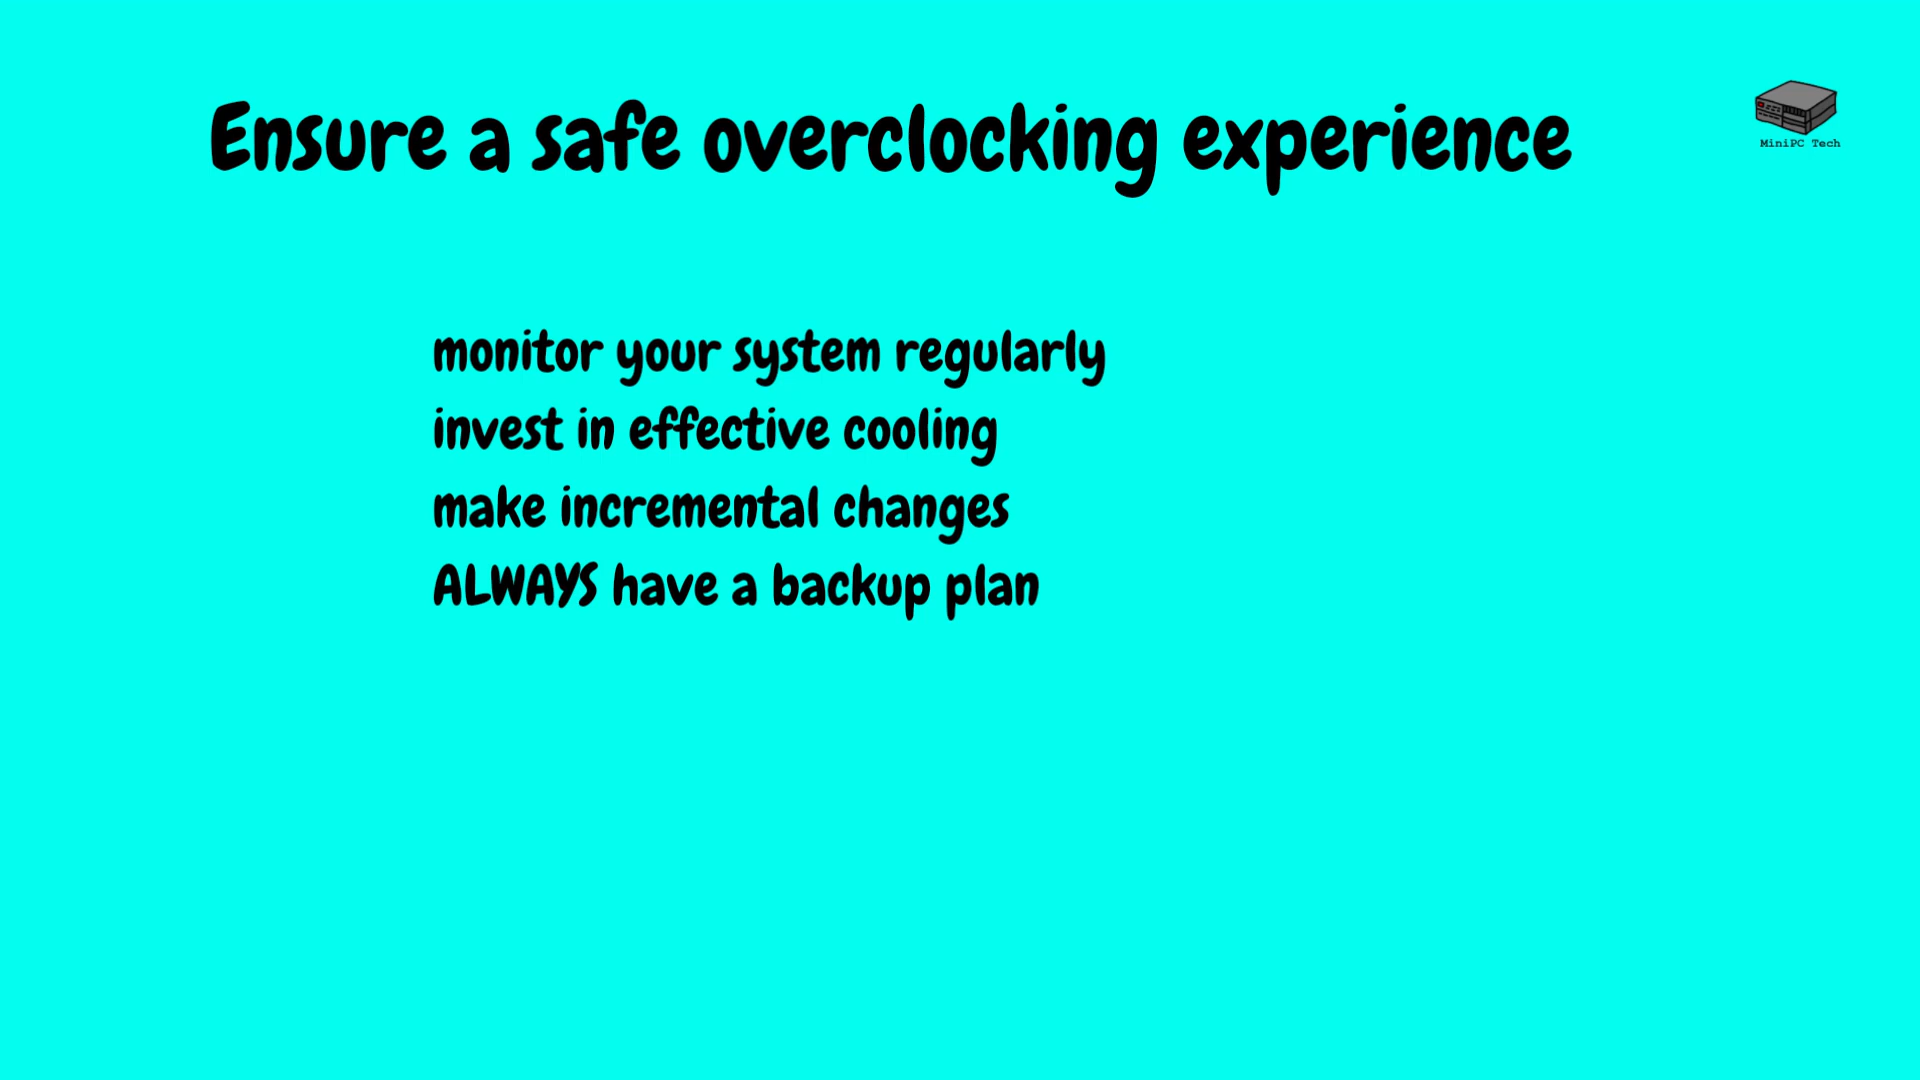 Ensure a safe overclocking experience
MiniPC Tech
monitor your system regularly
invest in effective cooling
make incremental changes
ALWAYS have a backup plan